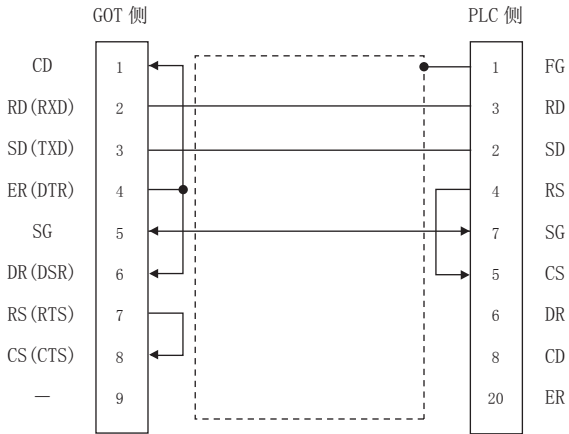 GOT 侧 PLC 侧
CD 1 1 FG
RD(RXD) 2 3 RD
SD(TXD) 3 2 SD
ER(DTR) 4 4 RS
SG 5 7 SG
DR(DSR) 6 5 CS
RS(RTS) 7 6 DR
CS(CTS) 8 8 CD
— 9 20 ER